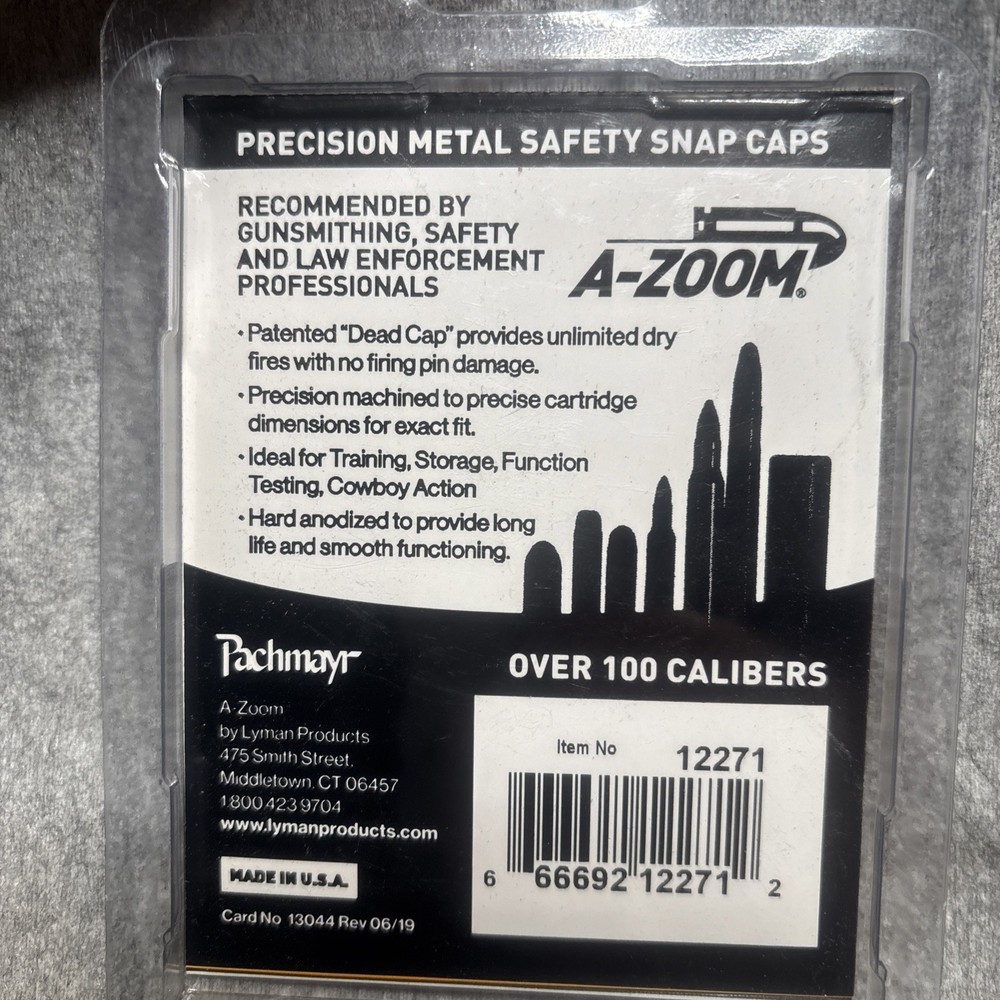 PRECISION METAL SAFETY SNAP CAPS
RECOMMENDED BY
GUNSMITHING, SAFETY
AND LAW ENFORCEMENT
PROFESSIONALS
A-ZOOM®
• Patented "Dead Cap" provides unlimited dry
fires with no firing pin damage.
• Precision machined to precise cartridge
dimensions for exact fit.
• Ideal for Training, Storage, Function
Testing, Cowboy Action
• Hard anodized to provide long
life and smooth functioning.
Pachmayr
OVER 100 CALIBERS
A-Zoom
by Lyman Products
475 Smith Street,
Middletown, CT 06457
1 800 423 9704
www.lymanproducts.com
MADE IN U.S.A.
Card No 13044 Rev 06/19
Item No 12271
6 66692 12271 2